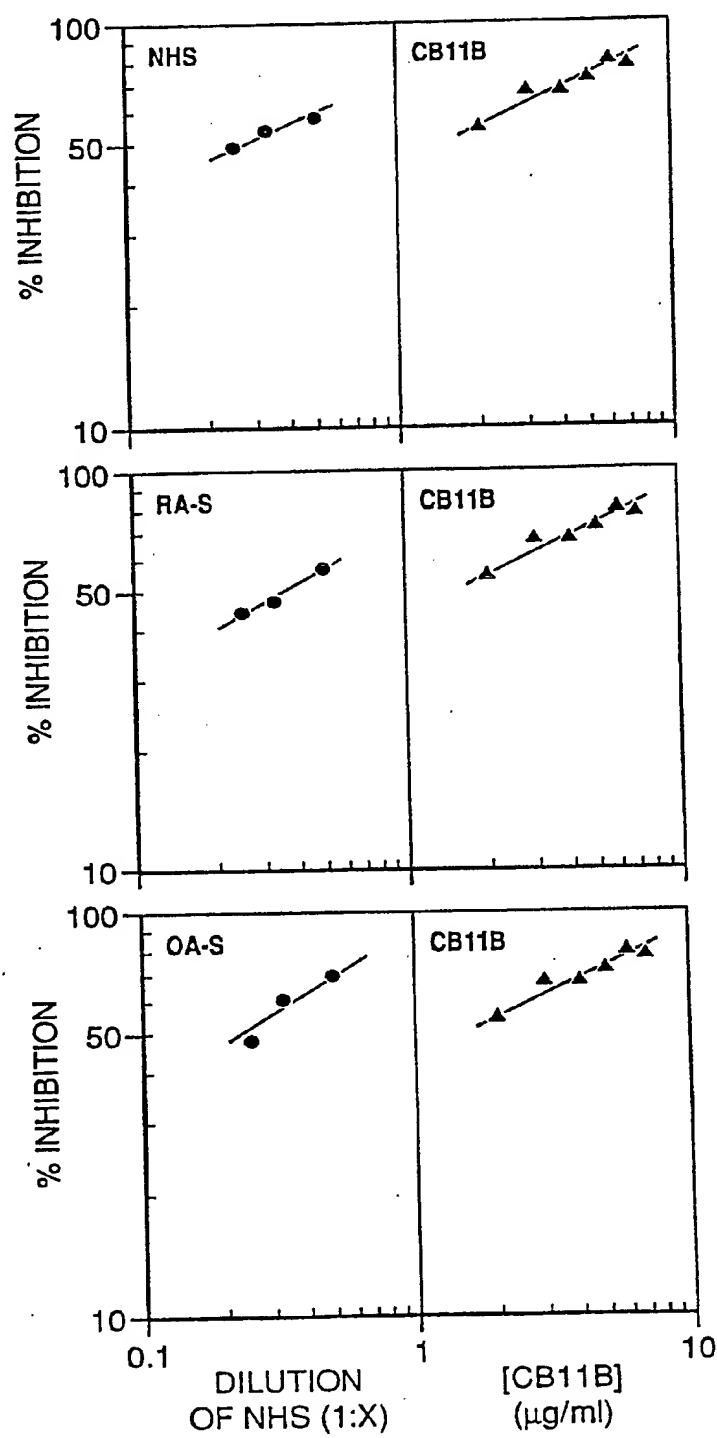 100
50
10
% INHIBITION
NHS
CB11B
100
50
10
% INHIBITION
RA-S
CB11B
100
50
10
% INHIBITION
OA-S
CB11B
0.1
1
10
DILUTION
OF NHS (1:X)
[CB11B]
(µg/ml)